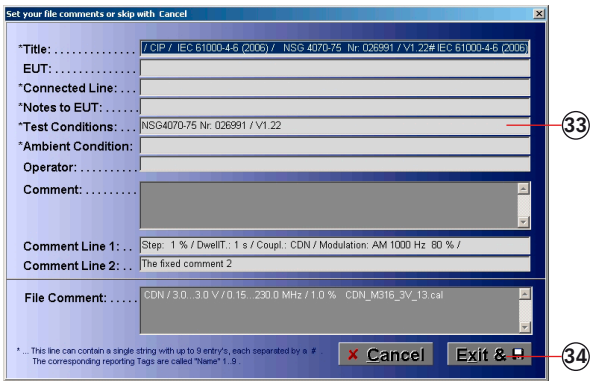 Set your file comments or skip with Cancel
*Title: . . . . . . . . . . . . . / CIP / IEC 61000-4-6 (2006) / NSG 4070-75 Nr: 026991 / V1.22# IEC 61000-4-6 (2006)
EUT: . . . . . . . . . . . . .
*Connected Line: . . .
*Notes to EUT: . . . . . .
*Test Conditions: . . . NSG4070-75 Nr: 026991 / V1.22
33
*Ambient Condition:
Operator: . . . . . . . . .
Comment: . . . . . . . . .
Comment Line 1: . . Step: 1 % / DwellT.: 1 s / Coupl.: CDN / Modulation: AM 1000 Hz 80 % /
Comment Line 2: . . The fixed comment 2
File Comment: . . . . . CDN / 3.0...3.0 V / 0.15...230.0 MHz / 1.0 % CDN_M316_3V_13.cal
* ... This line can contain a single string with up to 9 entry's, each separated by a # .
The corresponding reporting Tags are called "Name" 1..9 .
× Cancel Exit &
34